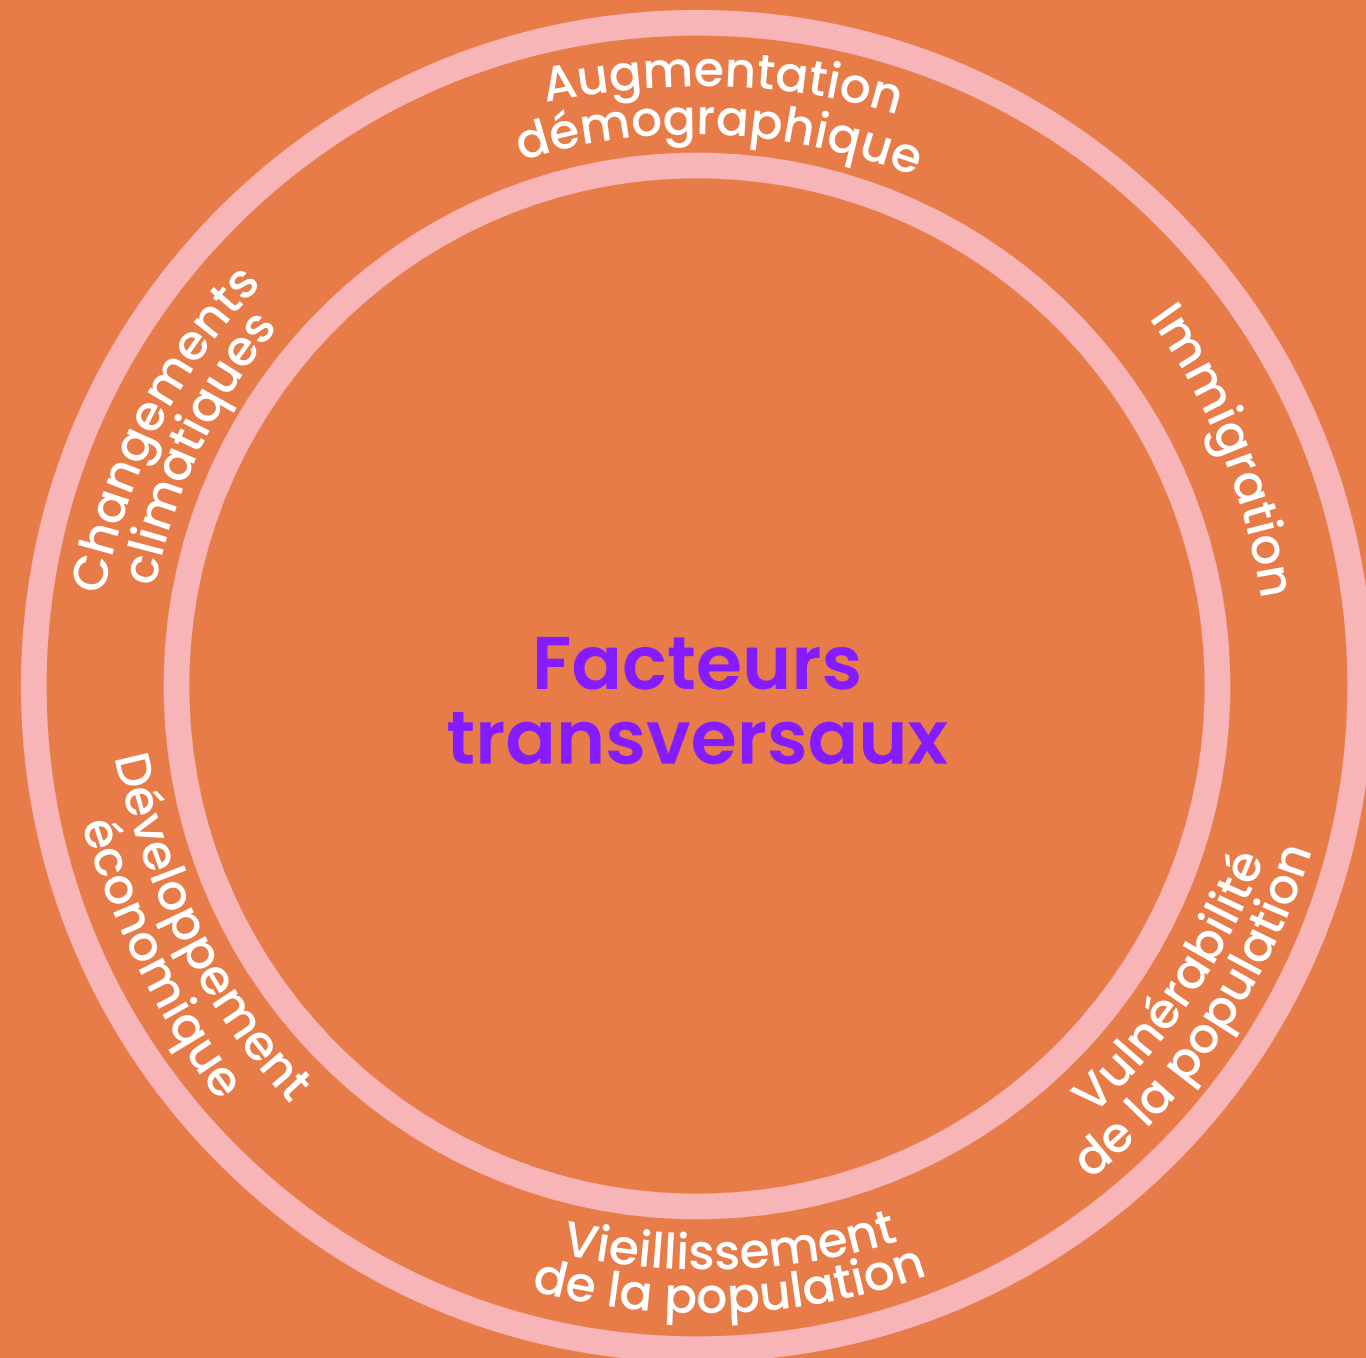 Augmentation
démographique
Immigration
Vulnérabilité
de la population
Vieillissement
de la population
Développement
économique
Changements
climatiques
Facteurs
transversaux